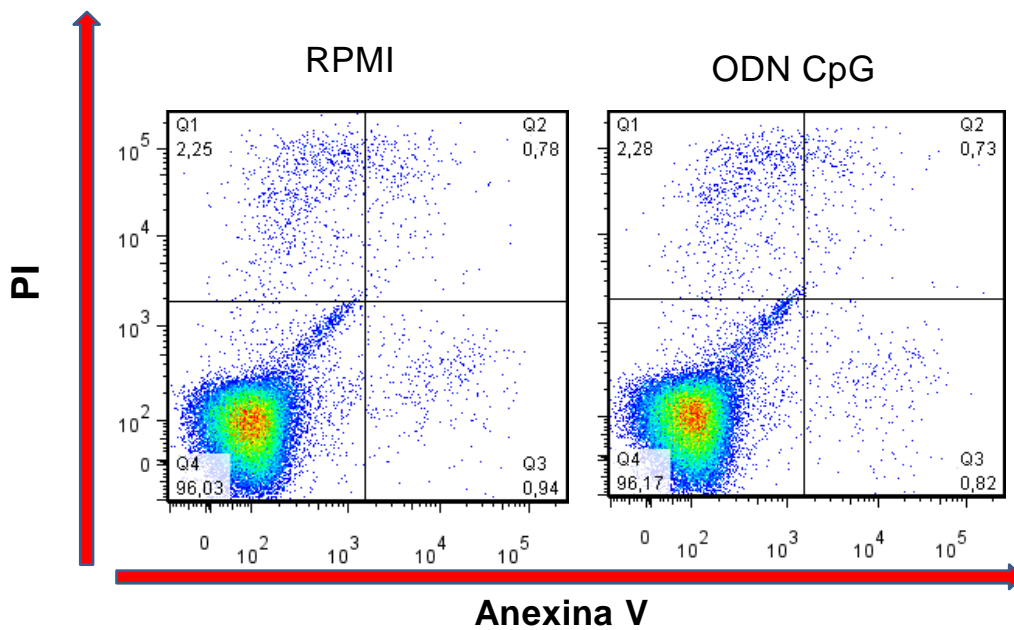 RPMI
ODN CpG
PI
Q1
2,25
Q2
0,78
Q4
96,03
Q3
0,94
10^5
10^4
10^3
10^2
0
0 10^2 10^3 10^4 10^5
Q1
2,28
Q2
0,73
Q4
96,17
Q3
0,82
0 10^2 10^3 10^4 10^5
Anexina V